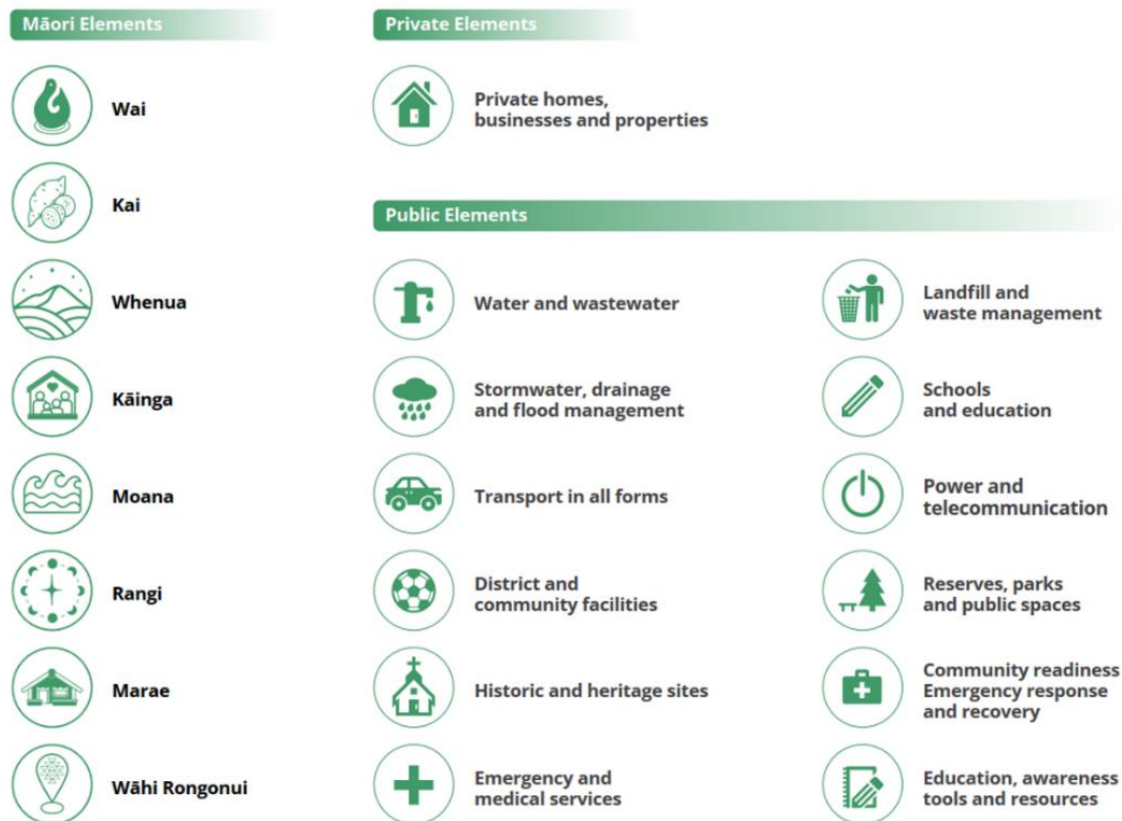 Māori Elements
Wai
Kai
Whenua
Kāinga
Moana
Rangi
Marae
Wāhi Rongonui
Private Elements
Private homes,
businesses and properties
Public Elements
Water and wastewater
Stormwater, drainage
and flood management
Transport in all forms
District and
community facilities
Historic and heritage sites
Emergency and
medical services
Landfill and
waste management
Schools
and education
Power and
telecommunication
Reserves, parks
and public spaces
Community readiness
Emergency response
and recovery
Education, awareness
tools and resources